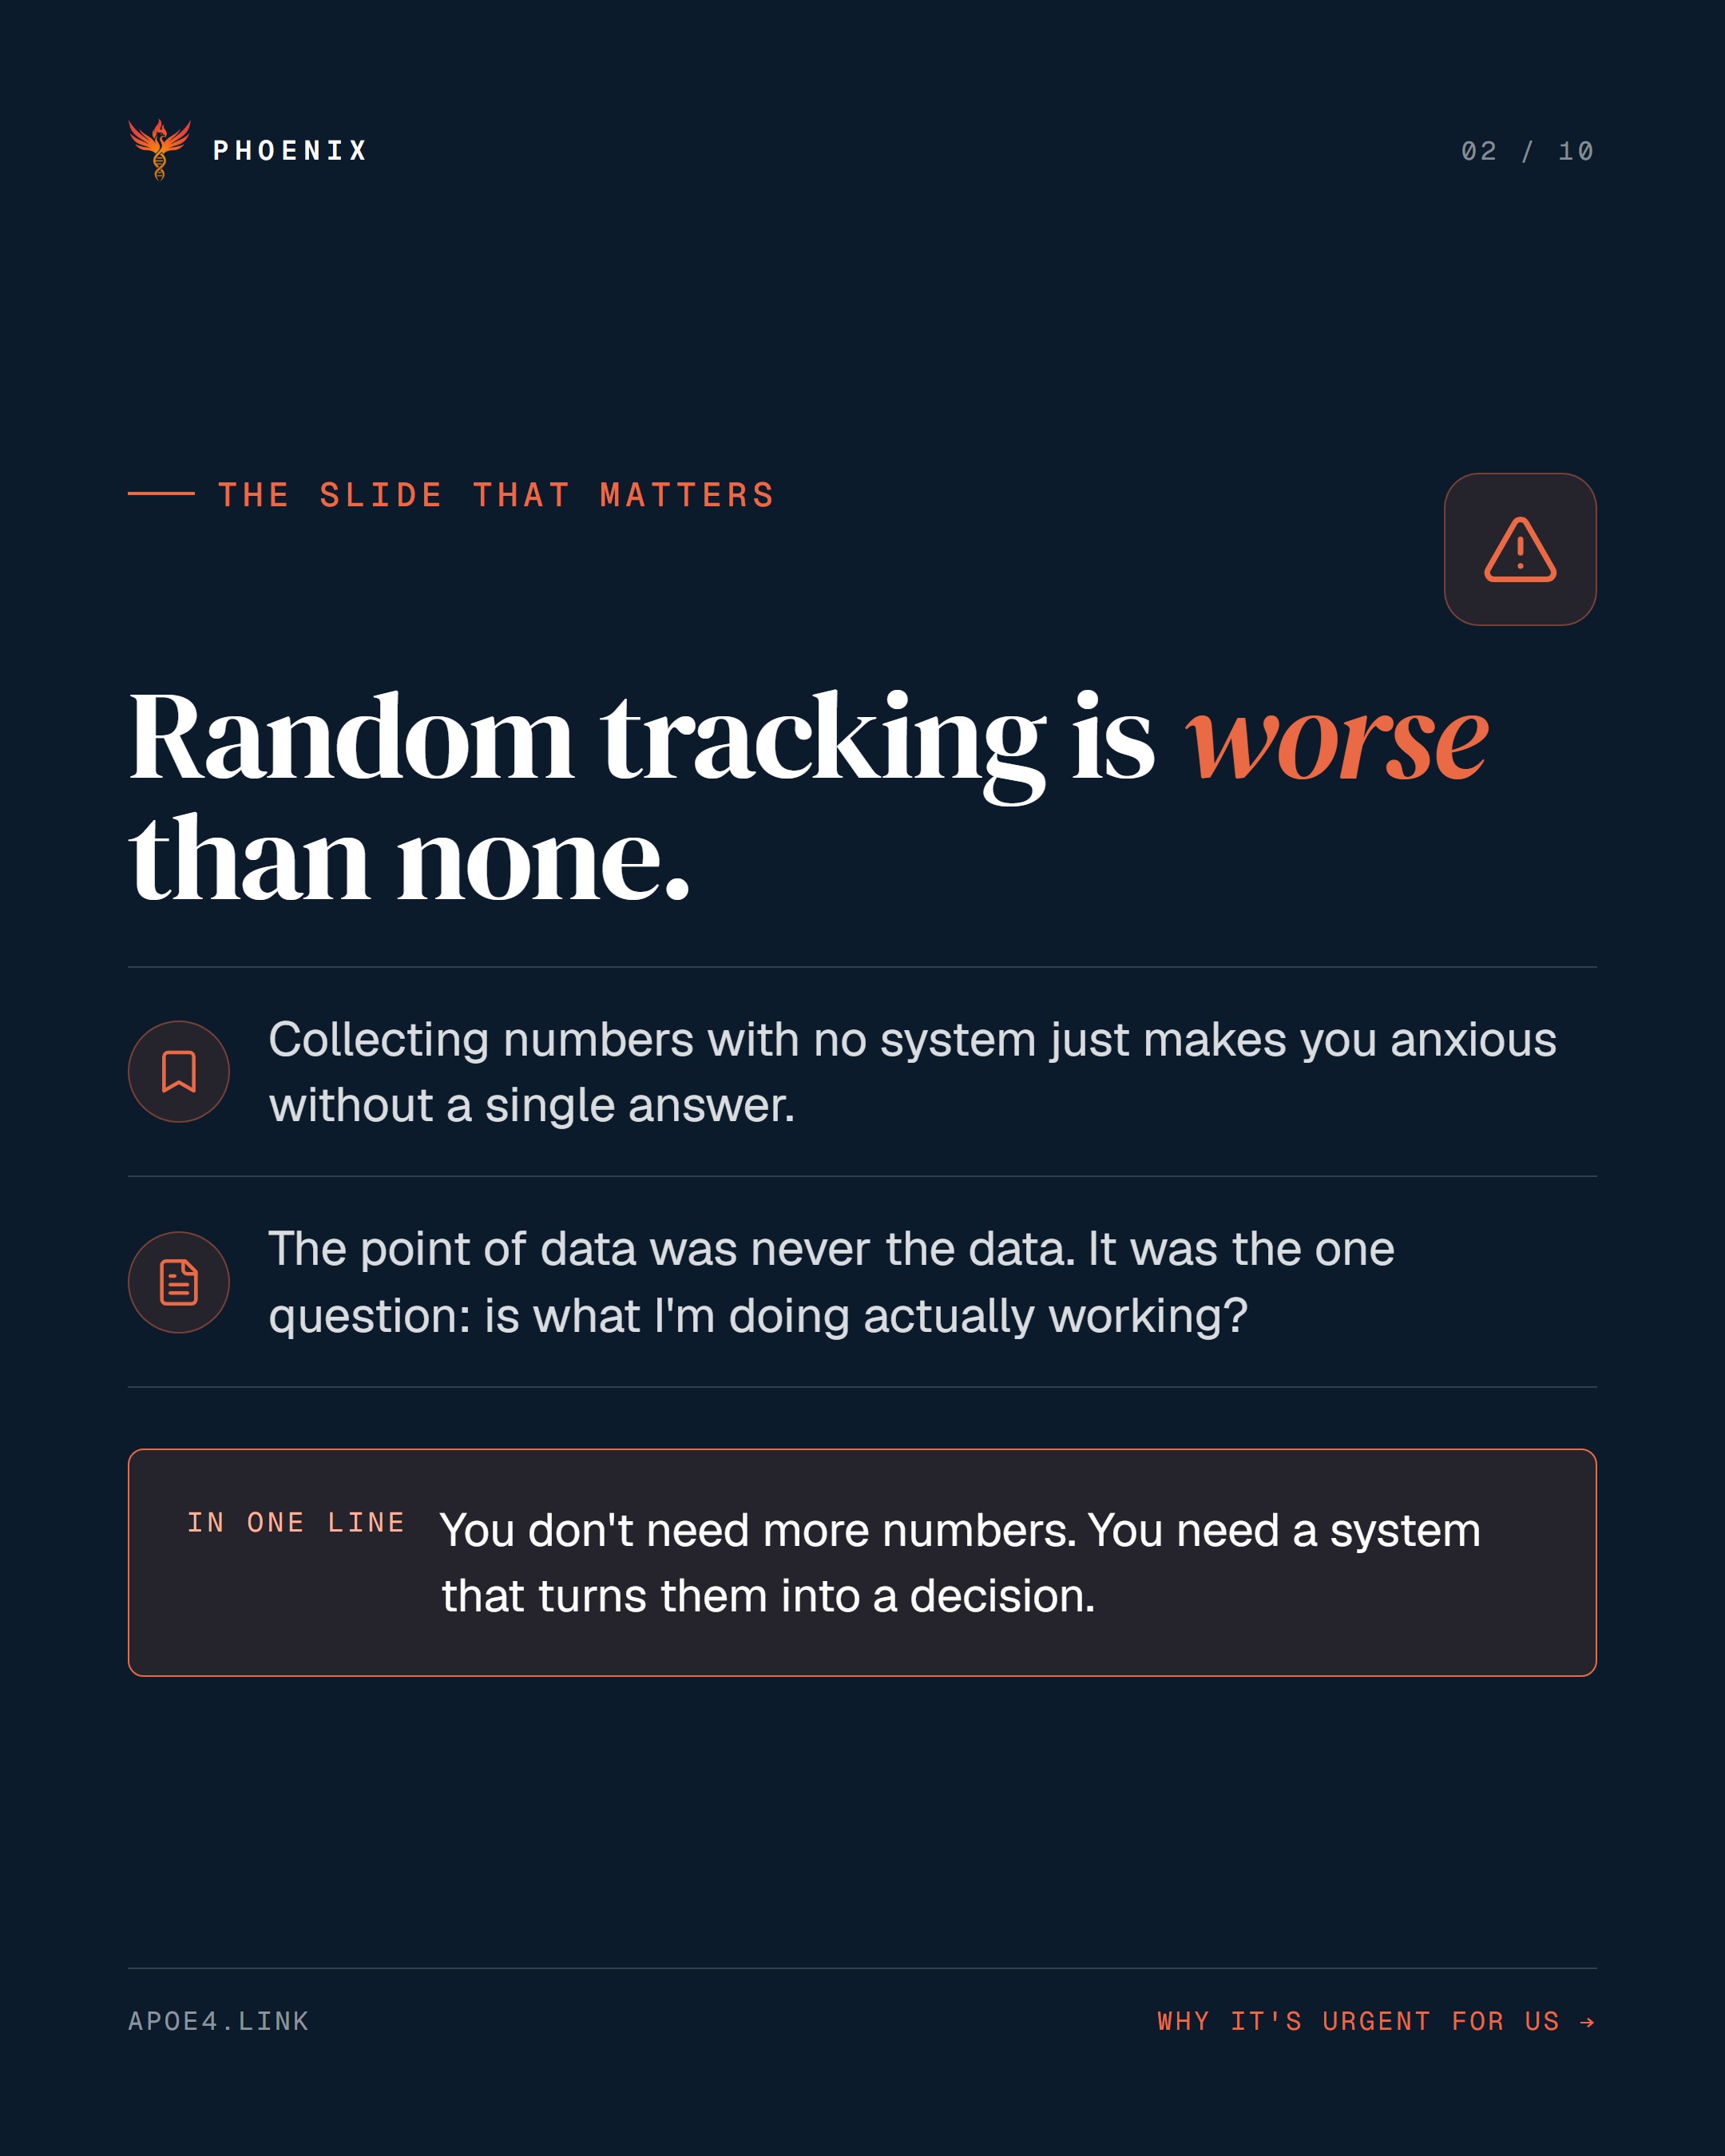 PHOENIX
02 / 10
THE SLIDE THAT MATTERS
Random tracking is worse
than none.
Collecting numbers with no system just makes you anxious
without a single answer.
The point of data was never the data. It was the one
question: is what I'm doing actually working?
IN ONE LINE
You don't need more numbers. You need a system
that turns them into a decision.
APOE4.LINK
WHY IT'S URGENT FOR US →